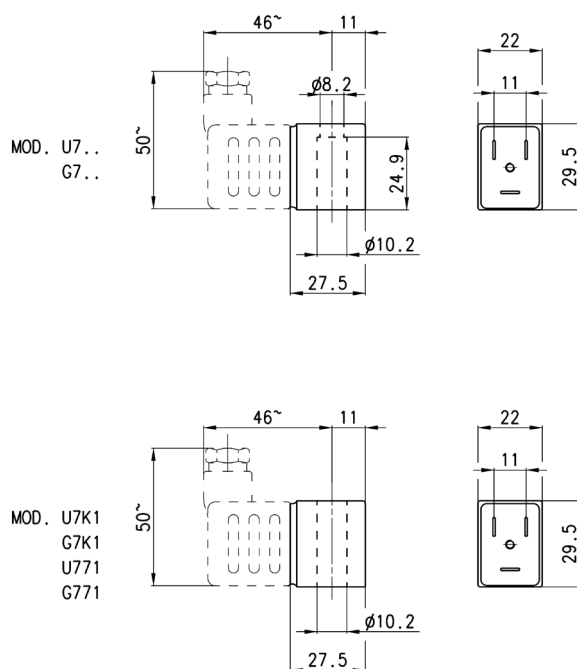 46~ 11 22
ø8.2 11
MOD. U7..
G7..
50~ 24.9 29.5
ø10.2
27.5
46~ 11 22
11
MOD. U7K1
G7K1
U771
G771
50~ 29.5
ø10.2
27.5